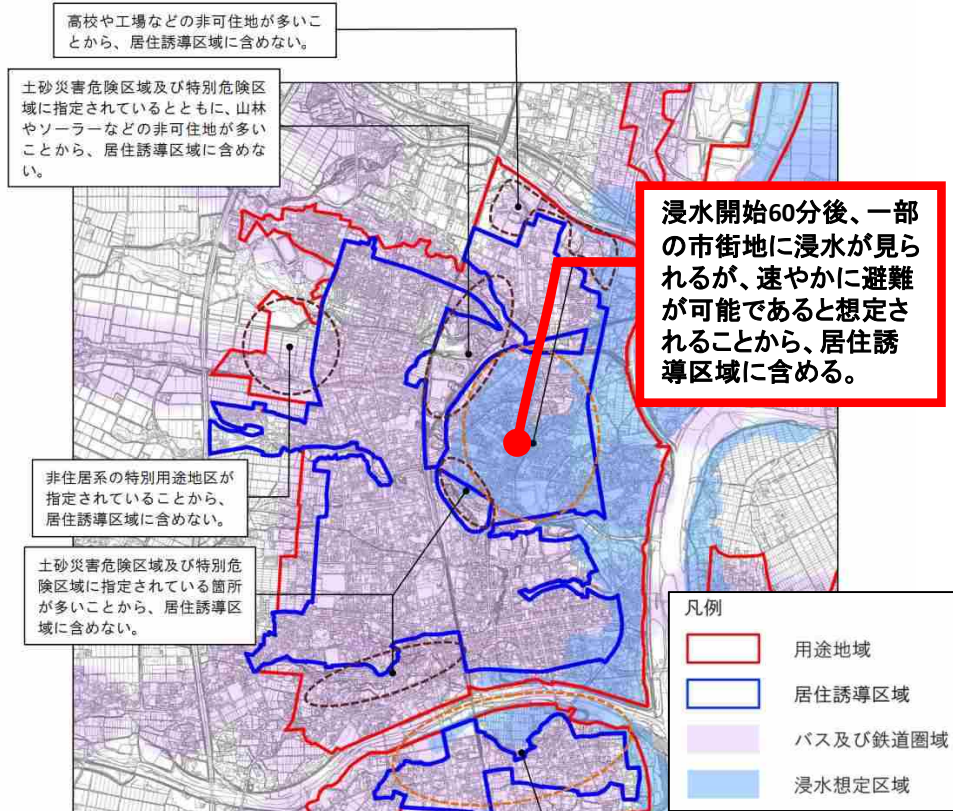 高校や工場などの非可住地が多いこ
とから、居住誘導区域に含めない。
土砂災害危険区域及び特別危険区
域に指定されているとともに、山林
やソーラーなどの非可住地が多い
ことから、居住誘導区域に含めな
い。
浸水開始60分後、一部
の市街地に浸水が見ら
れるが、速やかに避難
が可能であると想定さ
れることから、居住誘
導区域に含める。
非住居系の特別用途地区が
指定されていることから、
居住誘導区域に含めない。
土砂災害危険区域及び特別危
険区域に指定されている箇所
が多いことから、居住誘導区
域に含めない。
凡例
用途地域
居住誘導区域
バス及び鉄道圏域
浸水想定区域